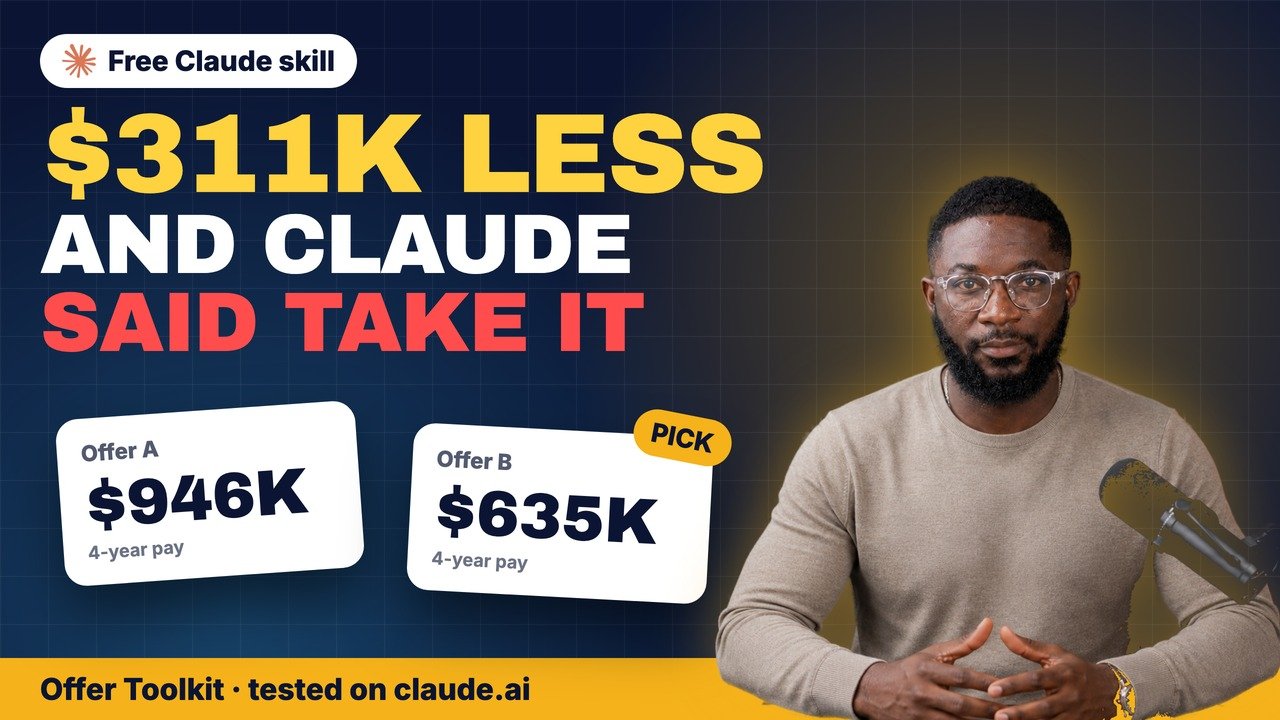 Free Claude skill
$311K LESS
AND CLAUDE
SAID TAKE IT
Offer A
$946K
4-year pay
PICK
Offer B
$635K
4-year pay
Offer Toolkit · tested on claude.ai